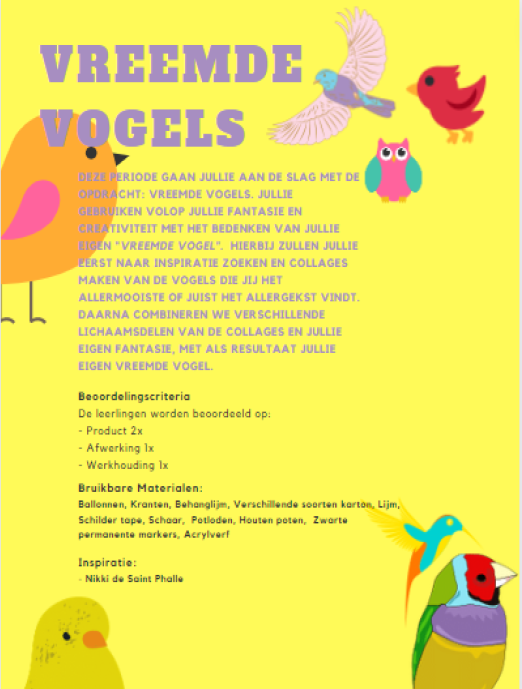 VREEMDE
VOGELS
DEZE PERIODE GAAN JULLIE AAN DE SLAG MET DE
OPDRACHT: VREEMDE VOGELS. JULLIE
GEBRUIKEN VOLOP JULLIE FANTASIE EN
CREATIVITEIT MET HET BEDENKEN VAN JULLIE
EIGEN "VREEMDE VOGEL". HIERBIJ ZULLEN JULLIE
EERST NAAR INSPIRATIE ZOEKEN EN COLLAGES
MAKEN VAN DE VOGELS DIE JIJ HET
ALLERMOOISTE OF JUIST HET ALLERGEKST VINDT.
DAARNA COMBINEREN WE VERSCHILLENDE
LICHAAMSDELEN VAN DE COLLAGES EN JULLIE
EIGEN FANTASIE, MET ALS RESULTAAT JULLIE
EIGEN VREEMDE VOGEL.
Beoordelingscriteria
De leerlingen worden beoordeeld op:
- Product 2x
- Afwerking 1x
- Werkhouding 1x
Bruikbare Materialen:
Ballonnen, Kranten, Behanglijm, Verschillende soorten karton, Lijm,
Schilder tape, Schaar, Potloden, Houten poten, Zwarte
permanente markers, Acrylverf
Inspiratie:
- Nikki de Saint Phalle